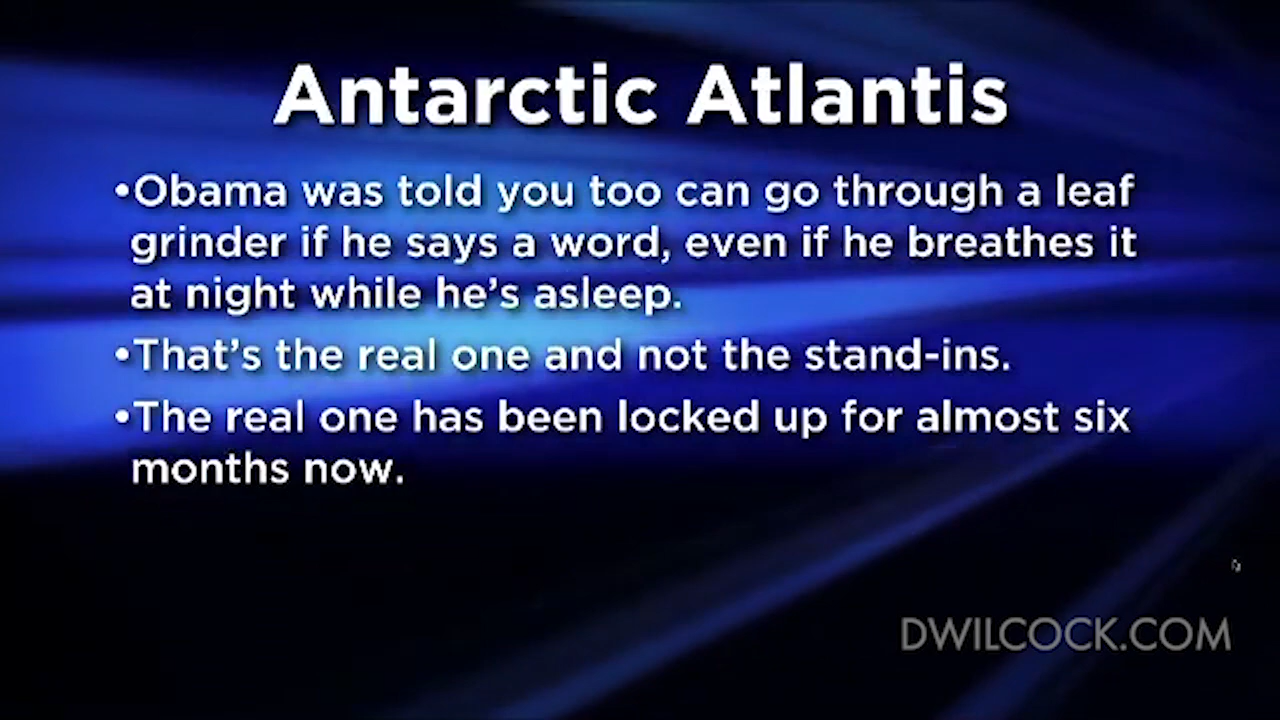 Antarctic Atlantis
•Obama was told you too can go through a leaf
grinder if he says a word, even if he breathes it
at night while he's asleep.
•That's the real one and not the stand-ins.
•The real one has been locked up for almost six
months now.
DWILCOCK.COM